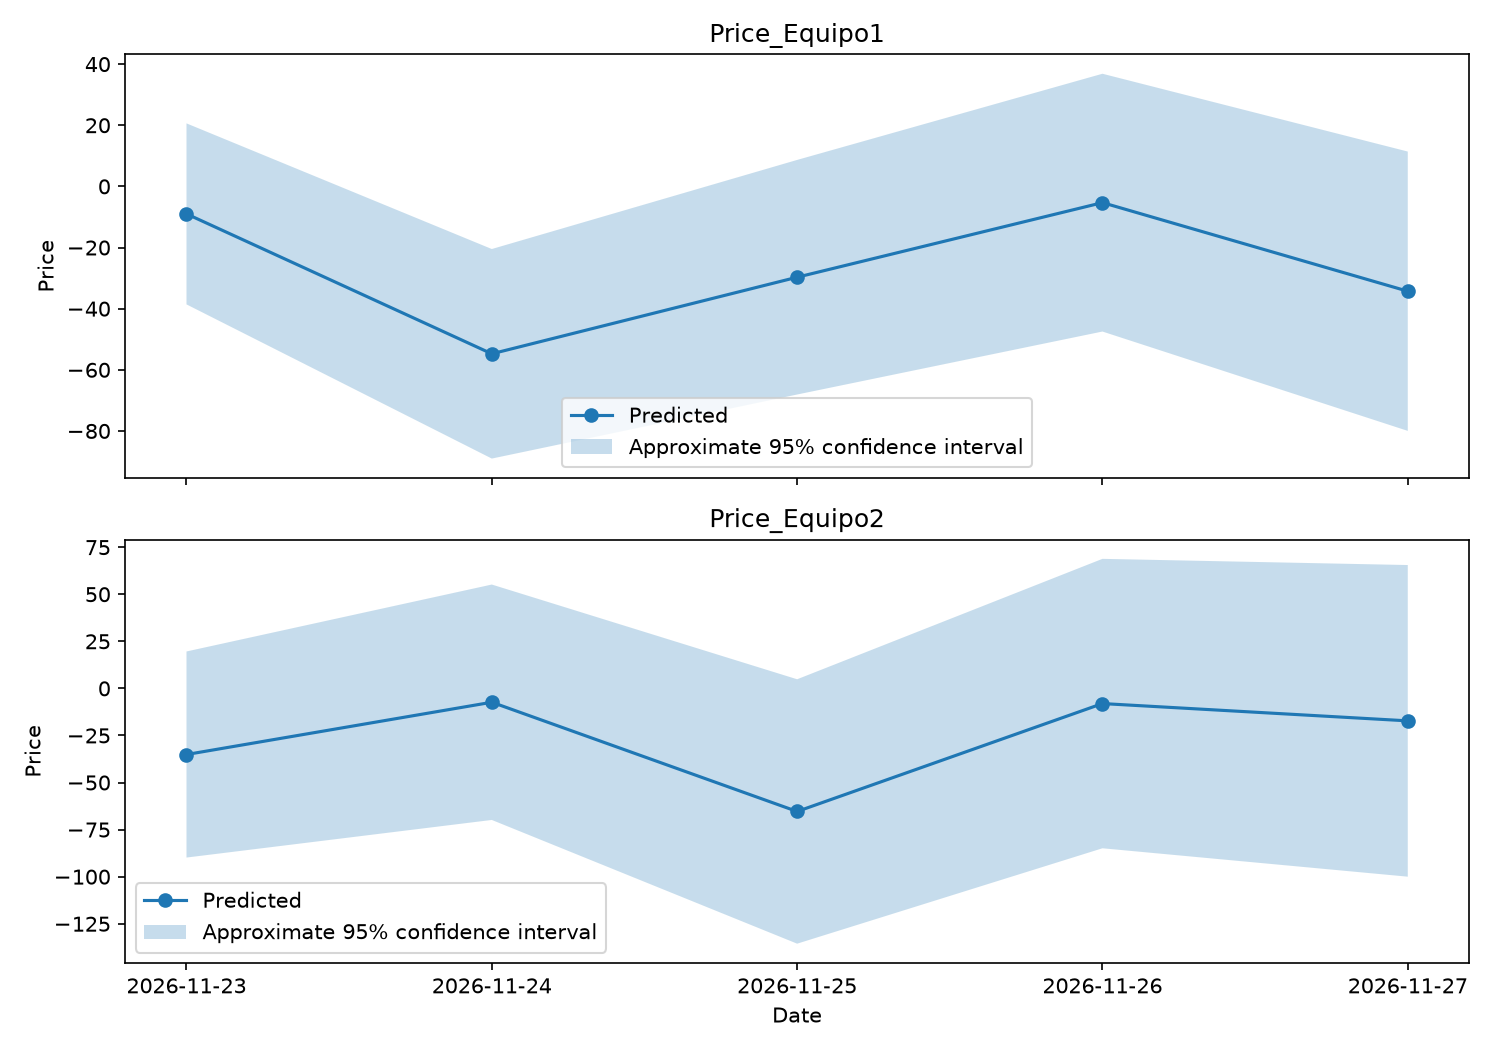 Price_Equipo1
40
20
0
−20
−40
−60
−80
Price
Predicted
Approximate 95% confidence interval
Price_Equipo2
75
50
25
0
−25
−50
−75
−100
−125
Price
Predicted
Approximate 95% confidence interval
2026-11-23 2026-11-24 2026-11-25 2026-11-26 2026-11-27
Date